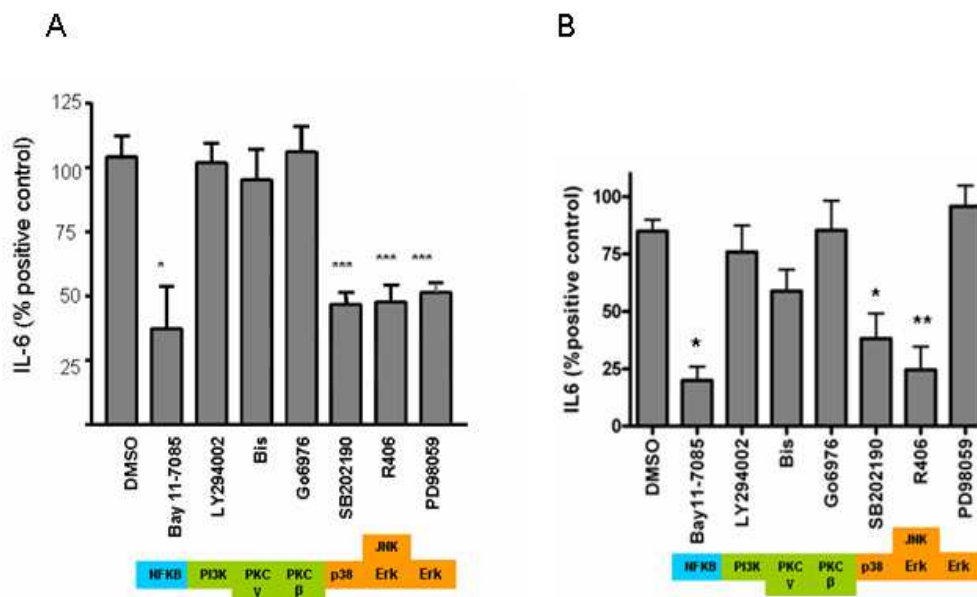 A
IL-6 (% positive control)
125
100
75
50
25
*
***
***
***
DMSO
Bay 11-7085
LY294002
Bis
Go6976
SB202190
R406
PD98059
JNK
NFKB PI3K PKC PKC p38 Erk Erk
γ β
B
IL6 (%positive control)
100
75
50
25
0
*
*
**
DMSO
Bay11-7085
LY294002
Bis
Go6976
SB202190
R406
PD98059
JNK
NFKB PI3K PKC PKC p38 Erk Erk
γ β